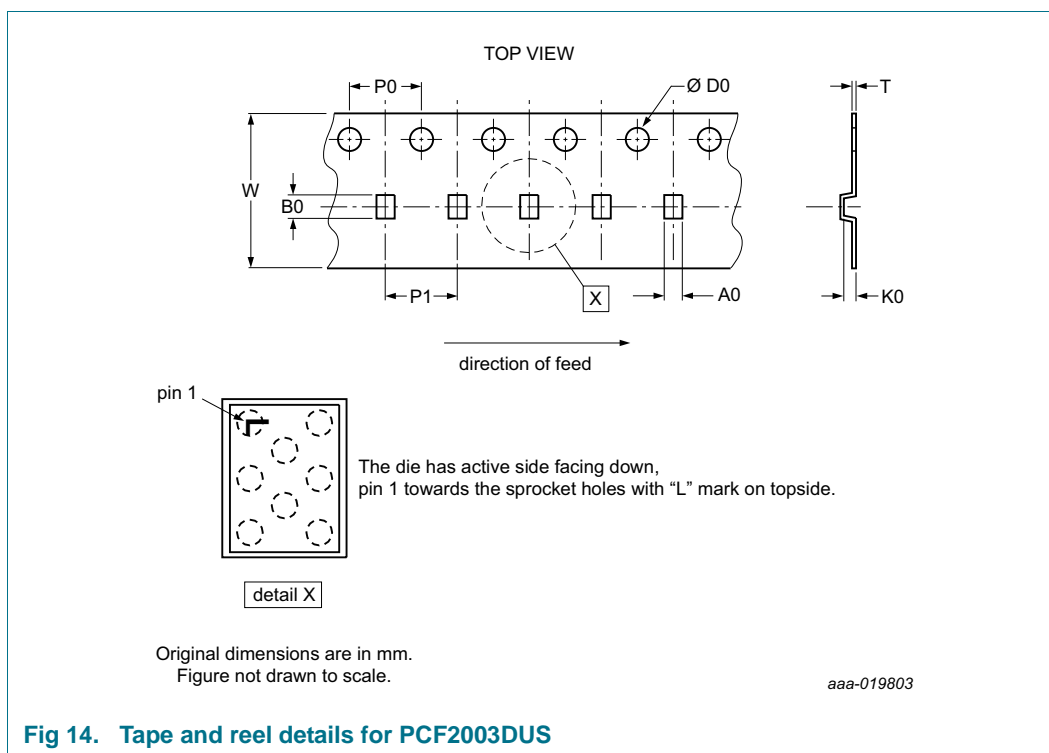 TOP VIEW
P0
Ø D0
T
W
B0
P1
X
A0
K0
direction of feed
pin 1
The die has active side facing down,
pin 1 towards the sprocket holes with “L” mark on topside.
detail X
Original dimensions are in mm.
Figure not drawn to scale.
aaa-019803
Fig 14. Tape and reel details for PCF2003DUS